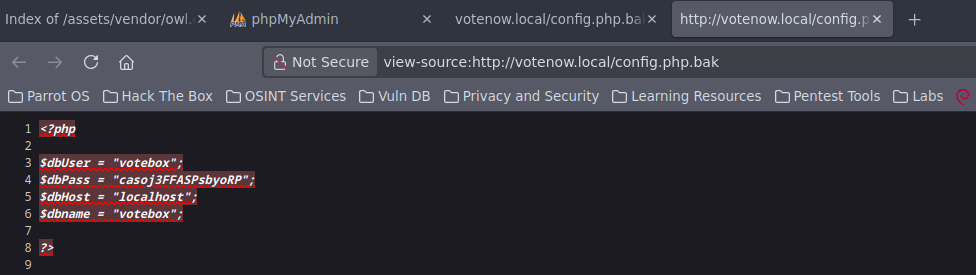 Index of /assets/vendor/owl.
phpMyAdmin
votenow.local/config.php.bak
http://votenow.local/config.p
Not Secure view-source:http://votenow.local/config.php.bak
Parrot OS Hack The Box OSINT Services Vuln DB Privacy and Security Learning Resources Pentest Tools Labs
1 <?php
2
3 $dbUser = "votebox";
4 $dbPass = "casoj3FFASPsbyoRP";
5 $dbHost = "localhost";
6 $dbname = "votebox";
7
8 ?>
9